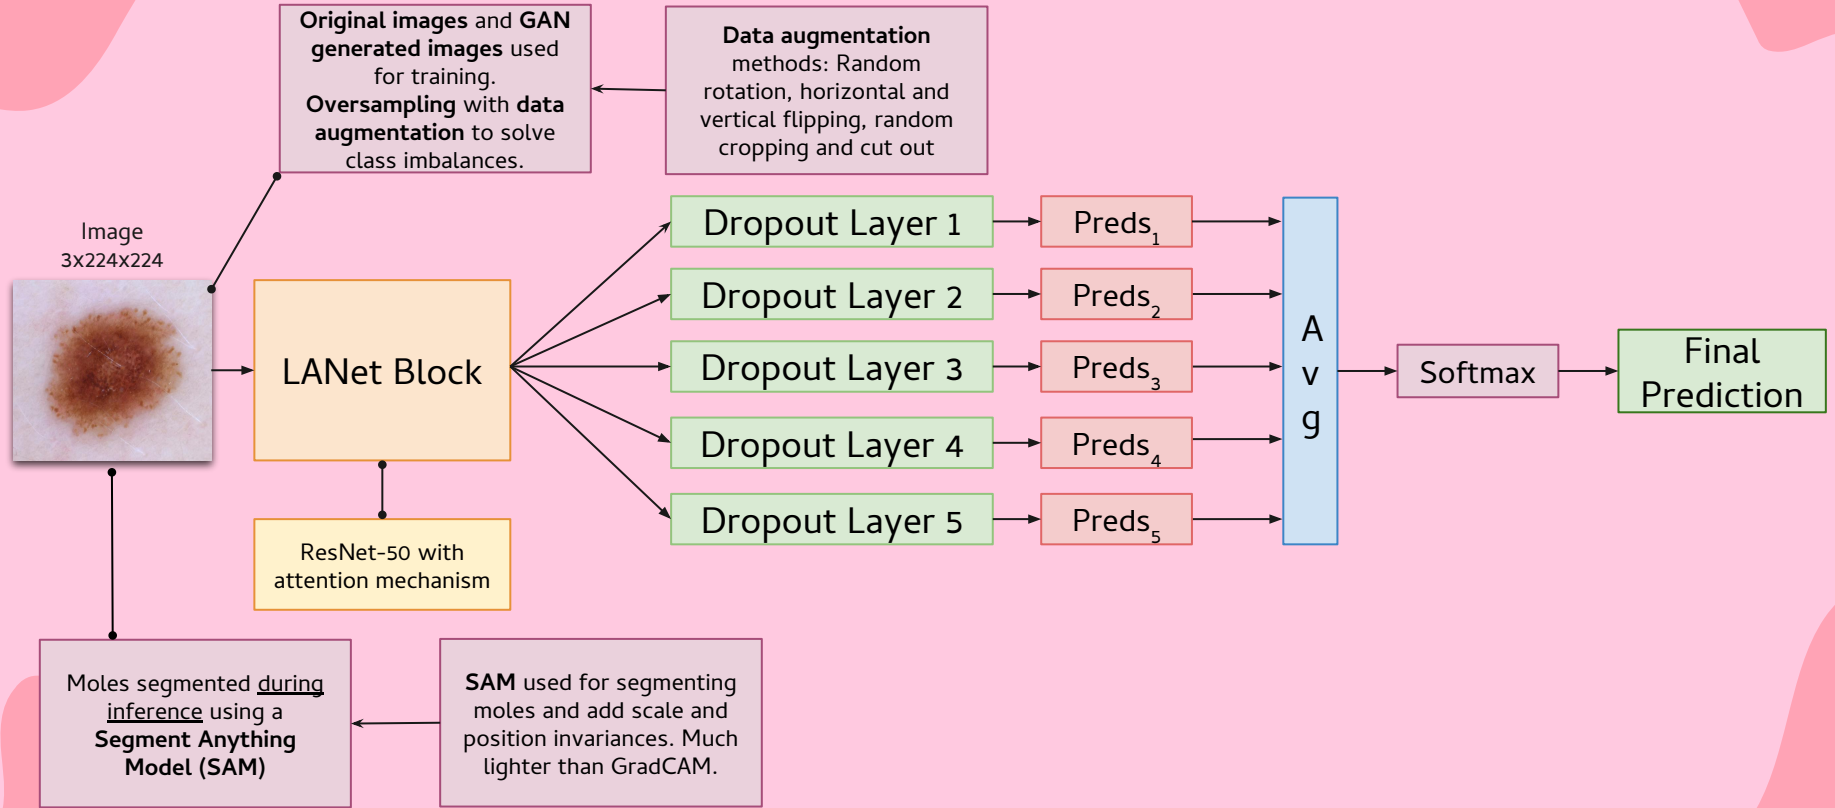 Original images and GAN
generated images used
for training.
Oversampling with data
augmentation to solve
class imbalances.
Data augmentation
methods: Random
rotation, horizontal and
vertical flipping, random
cropping and cut out
Image
3x224x224
LANet Block
ResNet-50 with
attention mechanism
Dropout Layer 1
Preds1
Dropout Layer 2
Preds2
Dropout Layer 3
Preds3
Dropout Layer 4
Preds4
Dropout Layer 5
Preds5
A
v
g
Softmax
Final
Prediction
Moles segmented during
inference using a
Segment Anything
Model (SAM)
SAM used for segmenting
moles and add scale and
position invariances. Much
lighter than GradCAM.